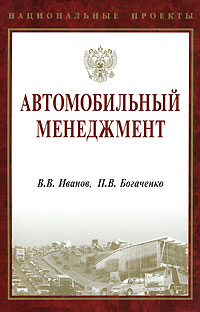 НАЦИОНАЛЬНЫЕ ПРОЕКТЫ
АВТОМОБИЛЬНЫЙ
МЕНЕДЖМЕНТ
В.В. Иванов, П.В. Богаченко